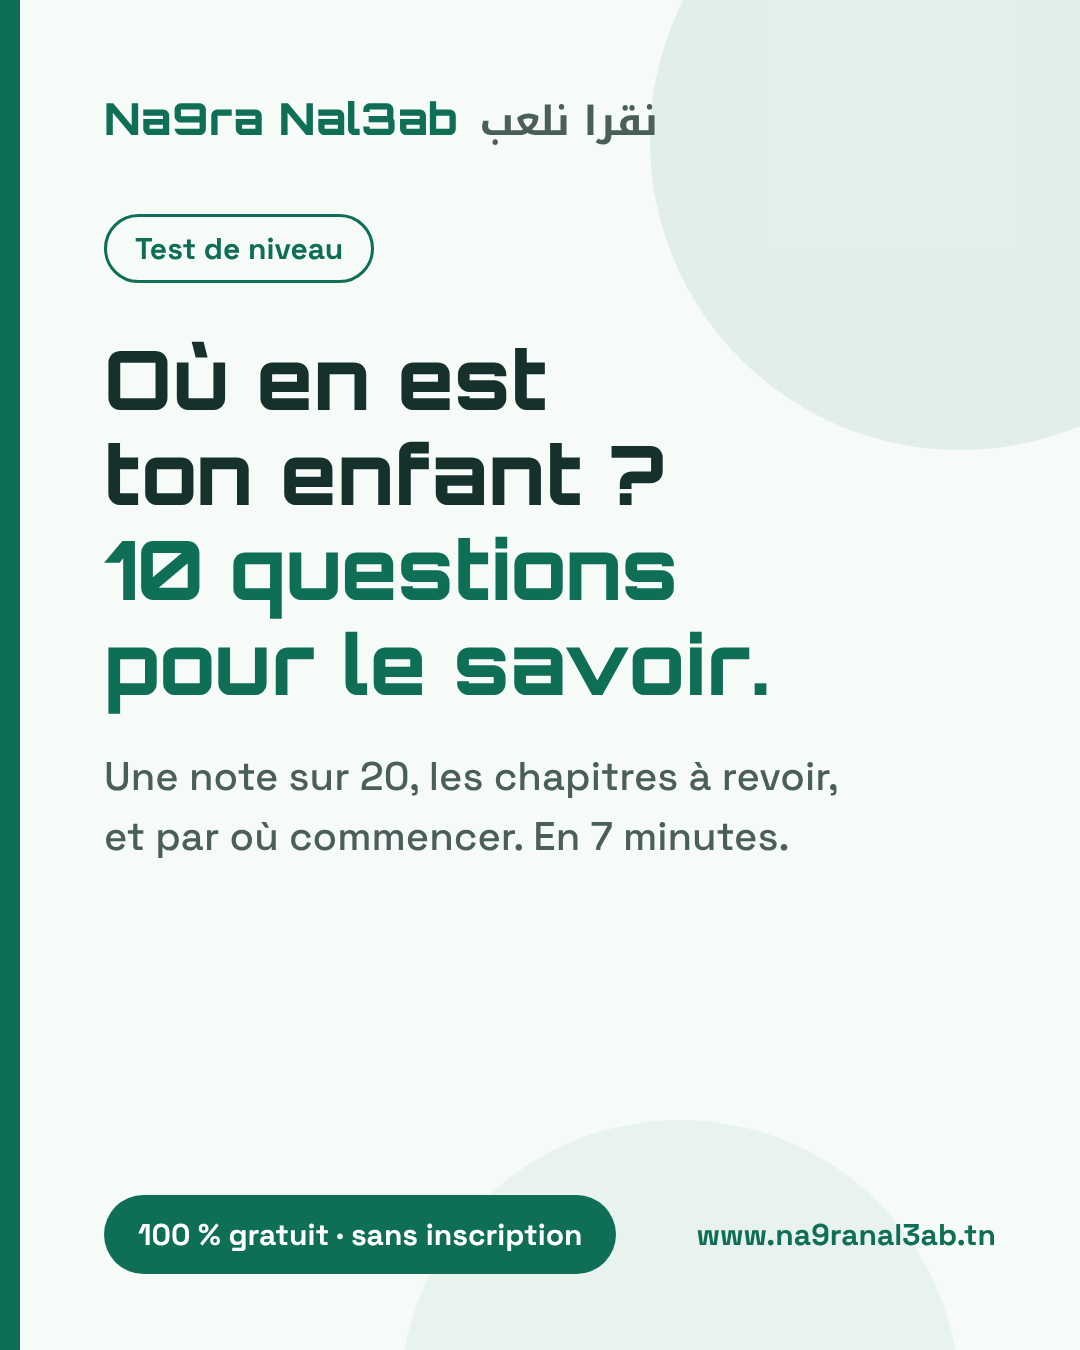 Na9ra Nal3ab نقرا نلعب
Test de niveau
Où en est
ton enfant ?
10 questions
pour le savoir.
Une note sur 20, les chapitres à revoir,
et par où commencer. En 7 minutes.
100 % gratuit · sans inscription
www.na9ranal3ab.tn